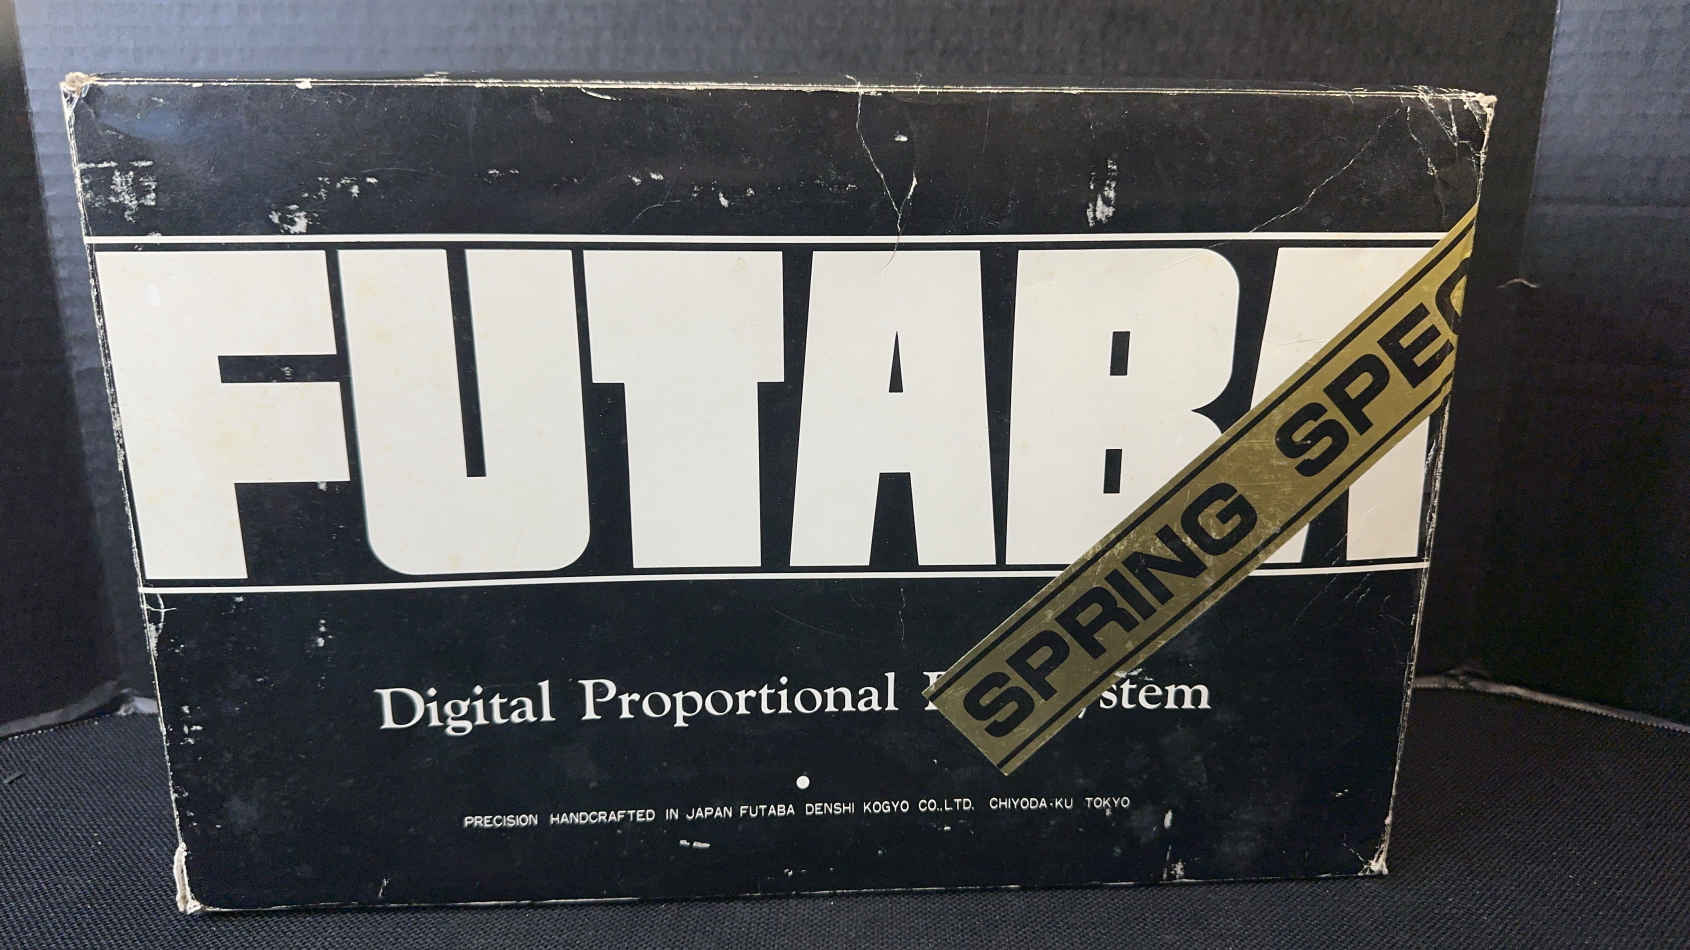 FUTABA
SPRING SPEC
Digital Proportional
PRECISION HANDCRAFTED IN JAPAN FUTABA DENSHI KOGYO CO.,LTD. CHIYODA-KU TOKYO